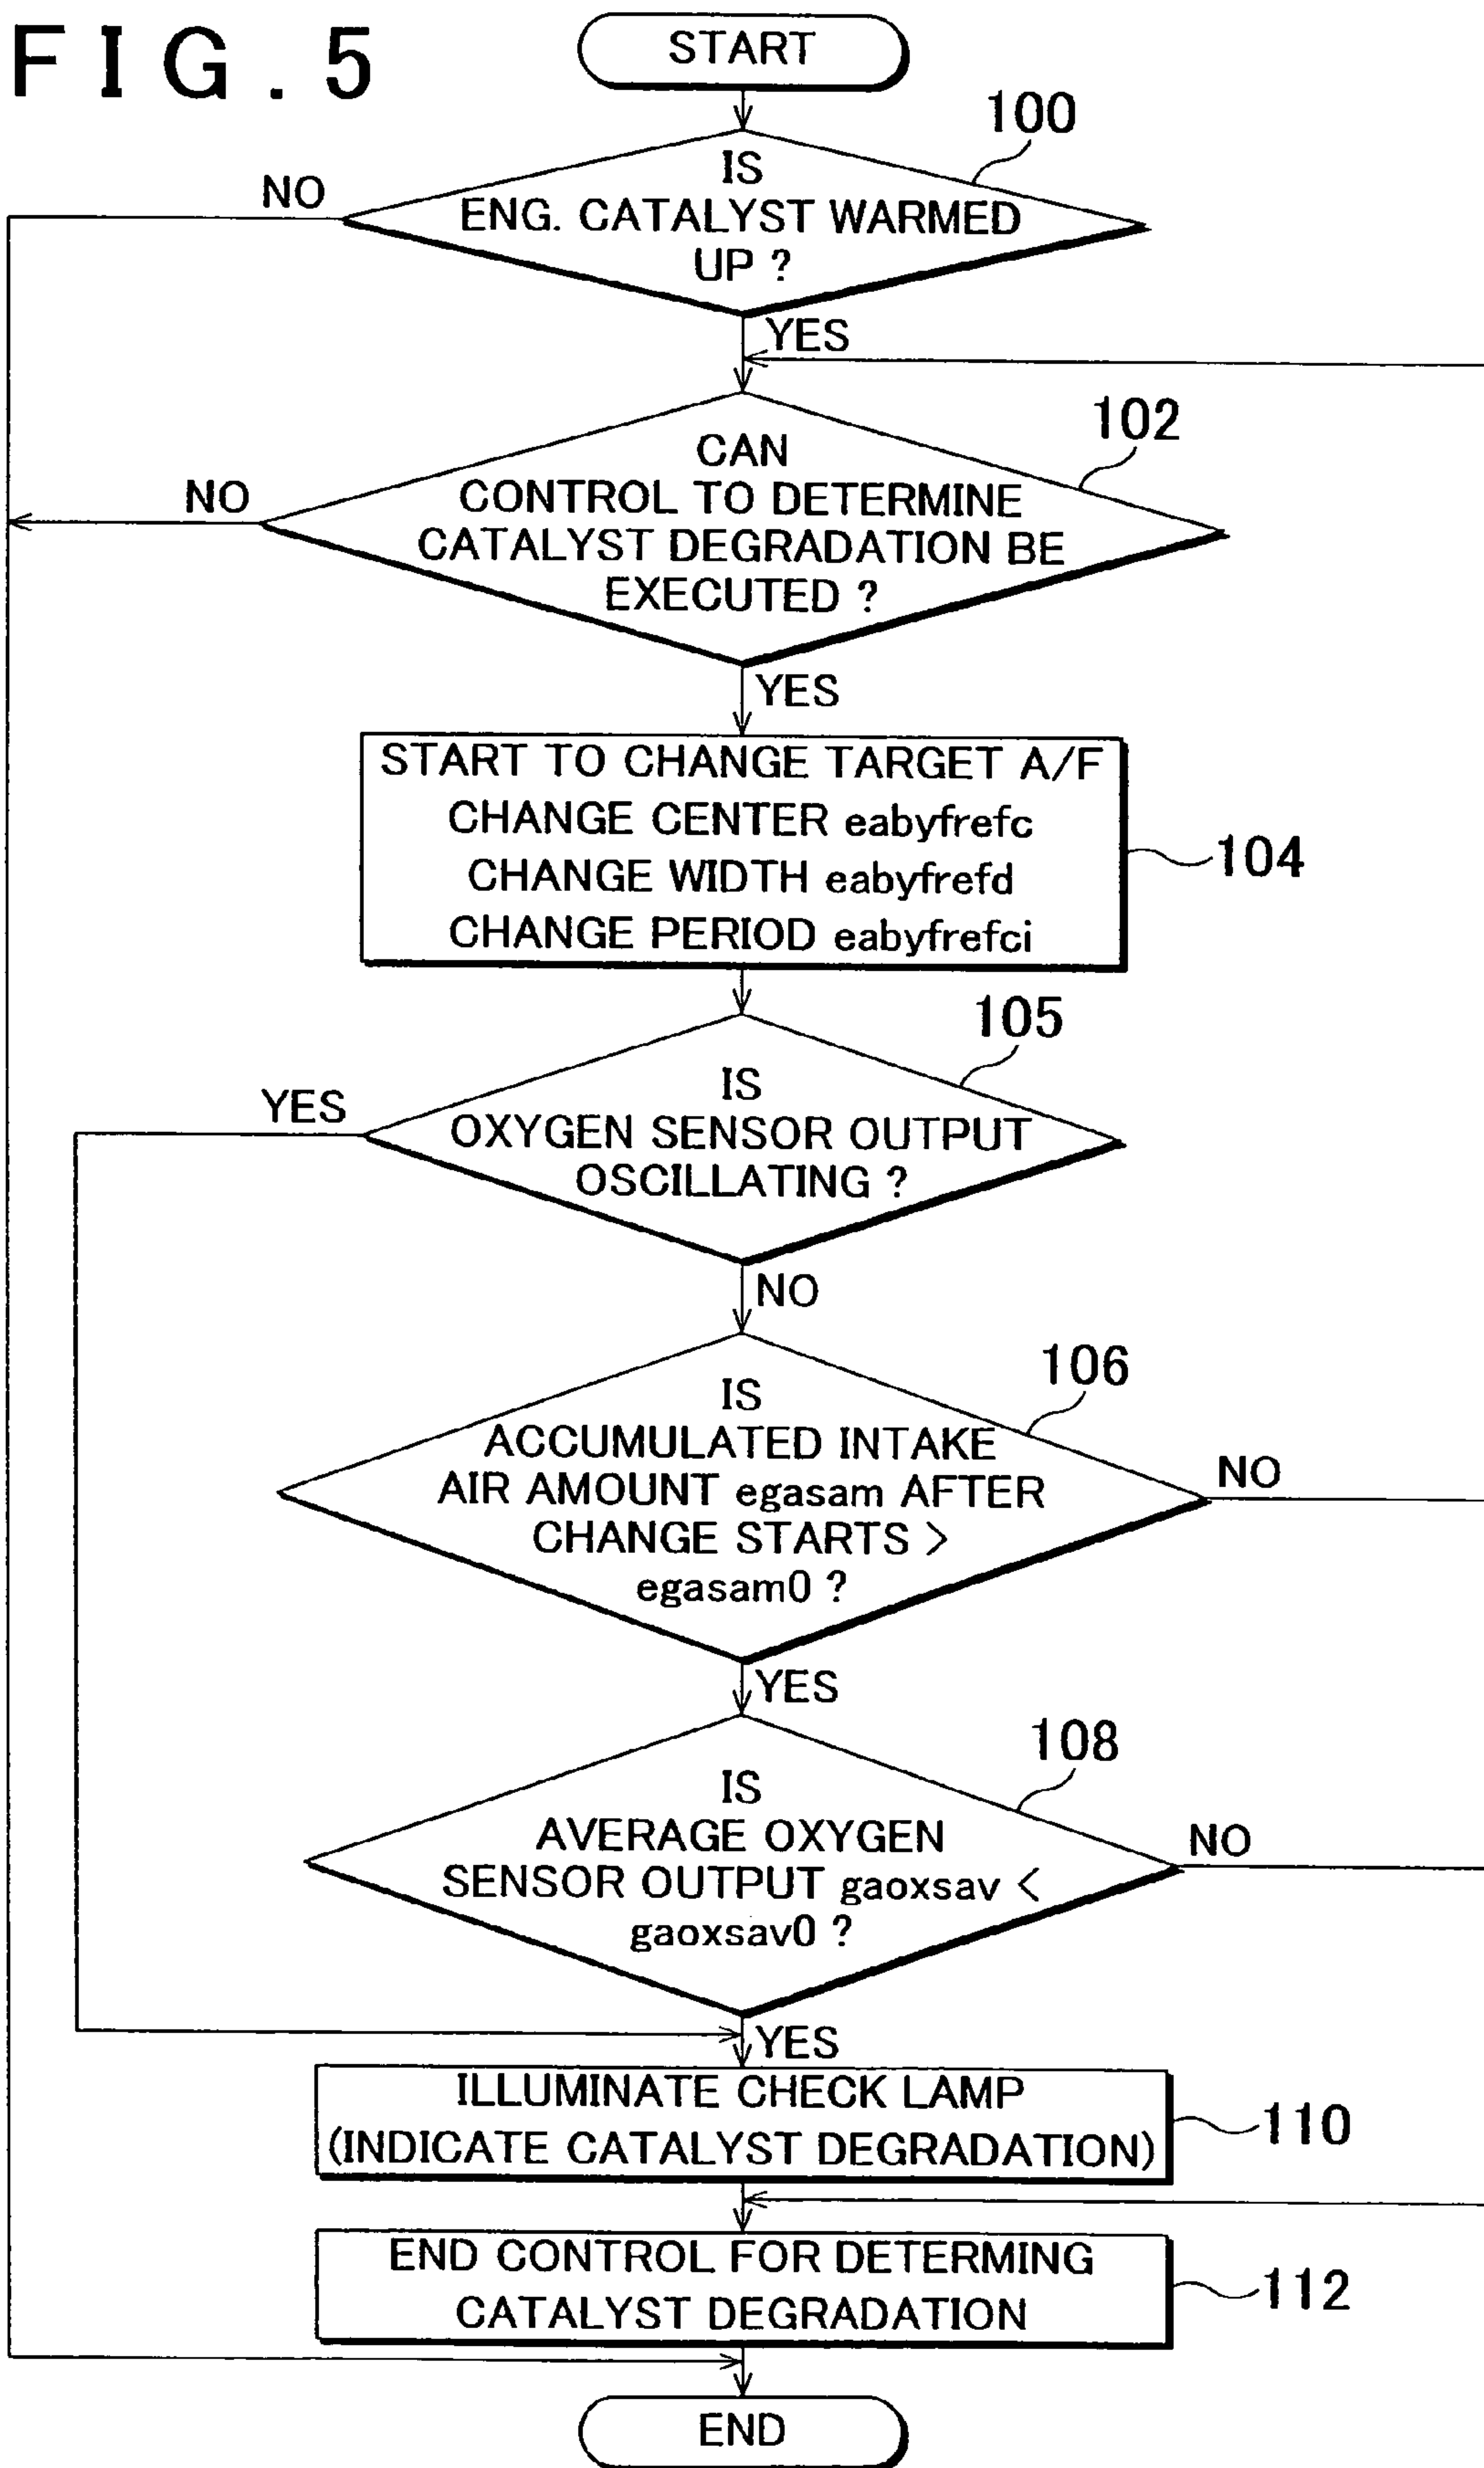 FIG. 5
START
100
IS
ENG. CATALYST WARMED
UP ?
NO
YES
102
CAN
CONTROL TO DETERMINE
CATALYST DEGRADATION BE
EXECUTED ?
NO
YES
START TO CHANGE TARGET A/F
CHANGE CENTER eabyfrefc
CHANGE WIDTH eabyfrefd
CHANGE PERIOD eabyfrefci
104
105
IS
OXYGEN SENSOR OUTPUT
OSCILLATING ?
YES
NO
106
IS
ACCUMULATED INTAKE
AIR AMOUNT egasam AFTER
CHANGE STARTS >
egasam0 ?
NO
YES
108
IS
AVERAGE OXYGEN
SENSOR OUTPUT gaoxsav <
gaoxsav0 ?
NO
YES
ILLUMINATE CHECK LAMP
(INDICATE CATALYST DEGRADATION)
110
END CONTROL FOR DETERMING
CATALYST DEGRADATION
112
END